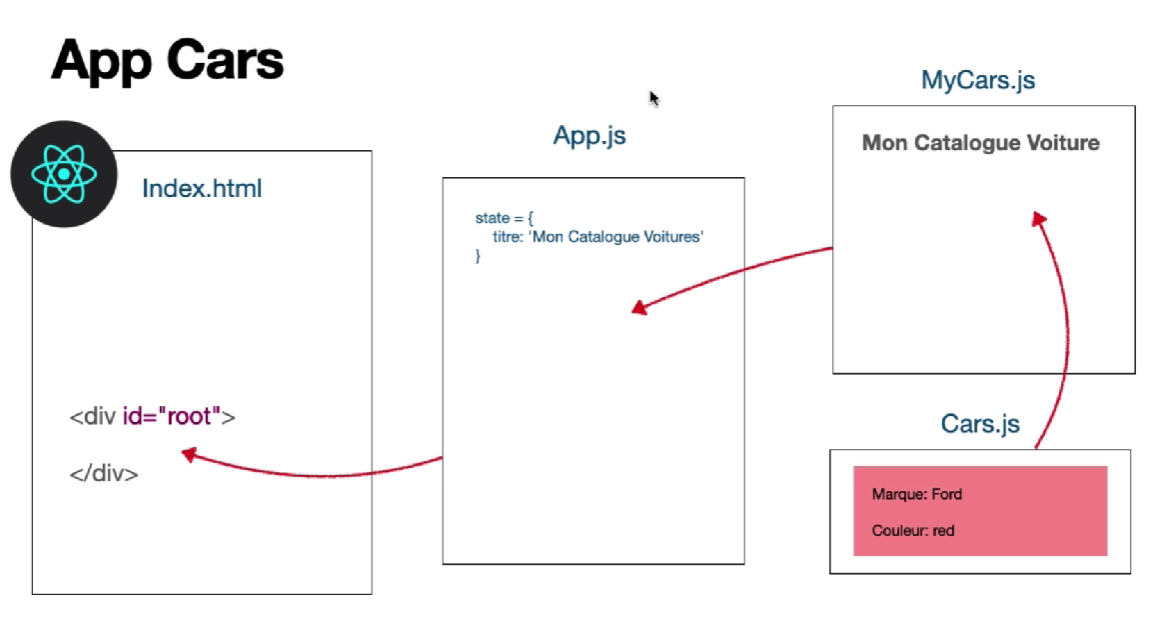 App Cars
Index.html
<div id="root">
</div>
App.js
state = {
titre: 'Mon Catalogue Voitures'
}
MyCars.js
Mon Catalogue Voiture
Cars.js
Marque: Ford
Couleur: red